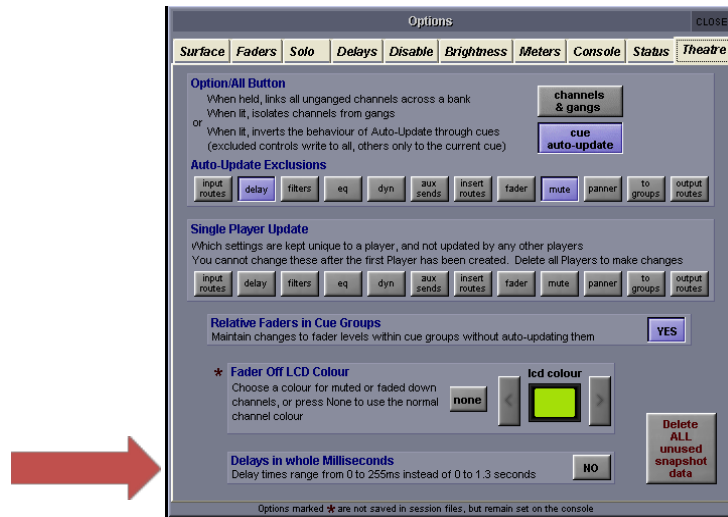 Options
CLOSE
Surface Faders Solo Delays Disable Brightness Meters Console Status Theatre
Option/All Button
When held, links all unganged channels across a bank
When lit, isolates channels from gangs
or
When lit, inverts the behaviour of Auto-Update through cues
(excluded controls write to all, others only to the current cue)
channels
& gangs
cue
auto-update
Auto-Update Exclusions
input routes delay filters eq dyn aux sends insert routes fader mute panner to groups output routes
Single Player Update
Which settings are kept unique to a player, and not updated by any other players
You cannot change these after the first Player has been created. Delete all Players to make changes
input routes delay filters eq dyn aux sends insert routes fader mute panner to groups output routes
Relative Faders in Cue Groups
Maintain changes to fader levels within cue groups without auto-updating them
YES
* Fader Off LCD Colour
Choose a colour for muted or faded down
channels, or press None to use the normal
channel colour
none
lcd colour
< >
Delays in whole Milliseconds
Delay times range from 0 to 255ms instead of 0 to 1.3 seconds
NO
Delete
ALL
unused
snapshot
data
Options marked * are not saved in session files, but remain set on the console